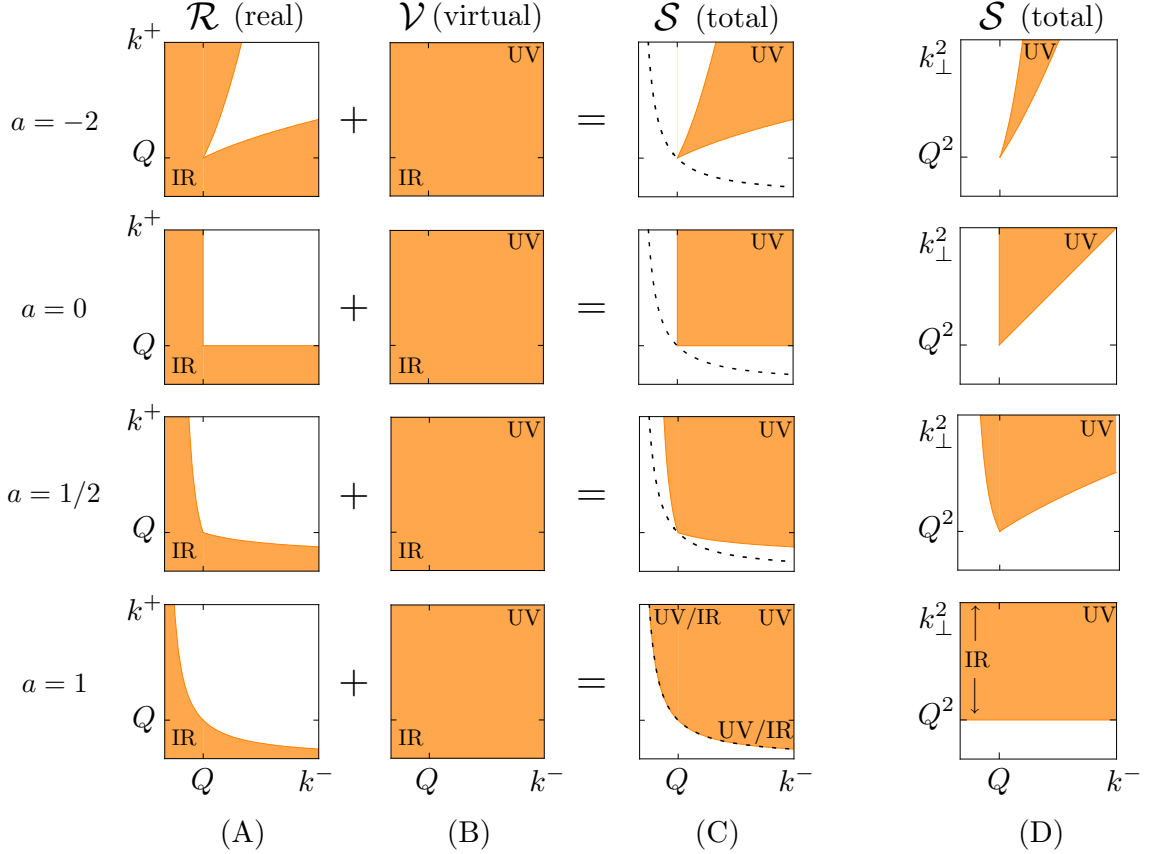 R (real) V (virtual) S (total) S (total)
k⁺ UV UV k⊥² UV
a = −2 + =
Q IR IR Q²
k⁺ UV UV k⊥² UV
a = 0 + =
Q IR IR Q²
k⁺ UV UV k⊥² UV
a = 1/2 + =
Q IR IR Q²
k⁺ UV UV/IR UV k⊥² UV
a = 1 + = IR
Q IR IR UV/IR Q²
Q k⁻ Q k⁻ Q k⁻ Q k⁻
(A) (B) (C) (D)